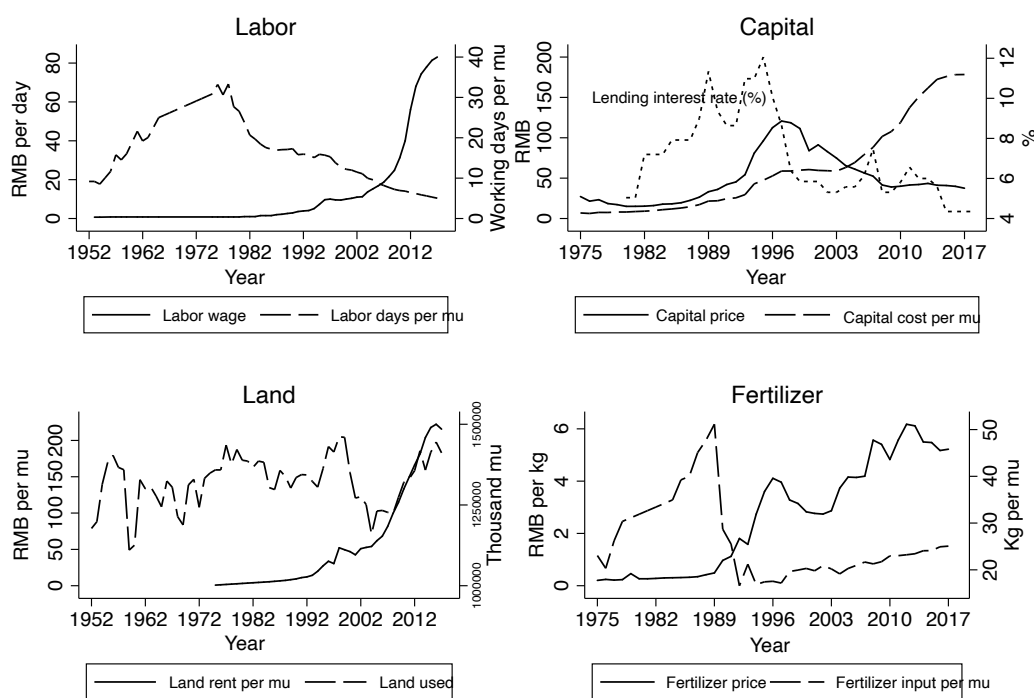 Labor
RMB per day
0 20 40 60 80
Working days per mu
0 10 20 30 40
1952 1962 1972 1982 1992 2002 2012
Year
Labor wage Labor days per mu
Capital
RMB
0 50 100 150 200
Lending interest rate (%)
%
4 6 8 10 12
1975 1982 1989 1996 2003 2010 2017
Year
Capital price Capital cost per mu
Land
RMB per mu
0 50 100 150 200
Thousand mu
1000000 1250000 1500000
1952 1962 1972 1982 1992 2002 2012
Year
Land rent per mu Land used
Fertilizer
RMB per kg
0 2 4 6
Kg per mu
20 30 40 50
1975 1982 1989 1996 2003 2010 2017
Year
Fertilizer price Fertilizer input per mu